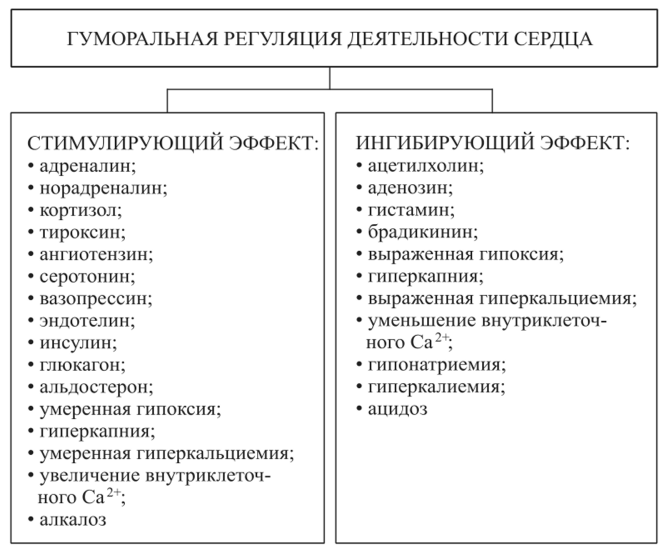 ГУМОРАЛЬНАЯ РЕГУЛЯЦИЯ ДЕЯТЕЛЬНОСТИ СЕРДЦА
СТИМУЛИРУЮЩИЙ ЭФФЕКТ:
• адреналин;
• норадреналин;
• кортизол;
• тироксин;
• ангиотензин;
• серотонин;
• вазопрессин;
• эндотелин;
• инсулин;
• глюкагон;
• альдостерон;
• умеренная гипоксия;
• гиперкапния;
• умеренная гиперкальциемия;
• увеличение внутриклеточ-
ного Ca²⁺;
• алкалоз
ИНГИБИРУЮЩИЙ ЭФФЕКТ:
• ацетилхолин;
• аденозин;
• гистамин;
• брадикинин;
• выраженная гипоксия;
• гиперкапния;
• выраженная гиперкальциемия;
• уменьшение внутриклеточ-
ного Ca²⁺;
• гипонатриемия;
• гиперкалиемия;
• ацидоз